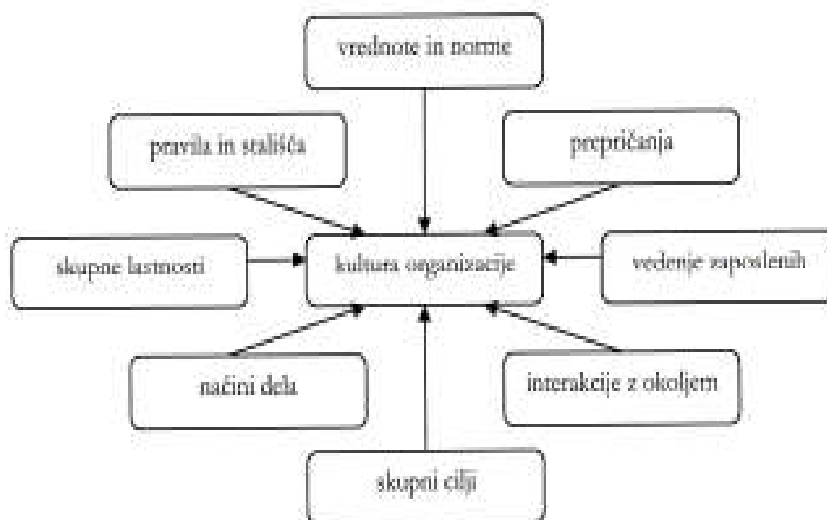 vrednote in norme
pravila in stališča
prepričanja
skupne lastnosti
kultura organizacije
vedenje zaposlenih
načini dela
interakcije z okoljem
skupni cilji